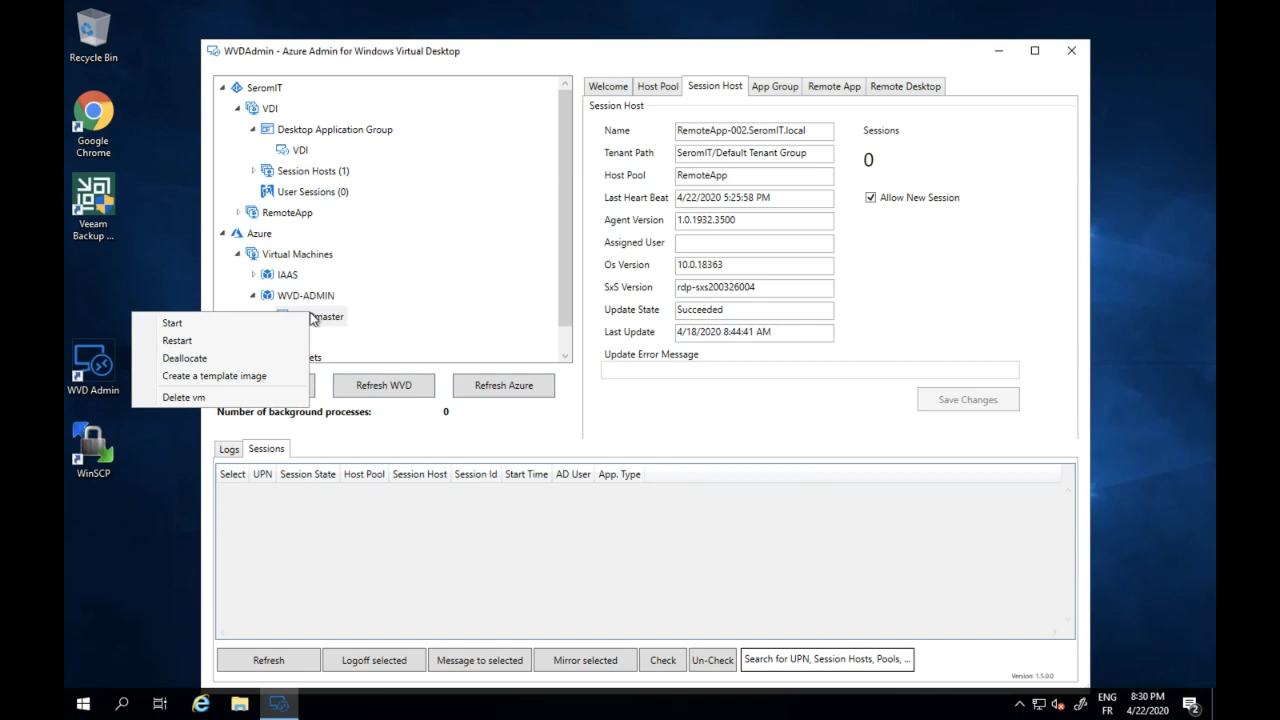 Recycle Bin
Google
Chrome
Veeam
Backup ...
WVD Admin
WinSCP
WVDAdmin - Azure Admin for Windows Virtual Desktop
SeromIT
VDI
Desktop Application Group
VDI
Session Hosts (1)
User Sessions (0)
RemoteApp
Azure
Virtual Machines
IAAS
WVD-ADMIN
master
ets
Start
Restart
Deallocate
Create a template image
Delete vm
Refresh WVD
Refresh Azure
Number of background processes: 0
Welcome Host Pool Session Host App Group Remote App Remote Desktop
Session Host
Name RemoteApp-002.SeromIT.local
Tenant Path SeromIT/Default Tenant Group
Host Pool RemoteApp
Last Heart Beat 4/22/2020 5:25:58 PM
Agent Version 1.0.1932.3500
Assigned User
Os Version 10.0.18363
SxS Version rdp-sxs200326004
Update State Succeeded
Last Update 4/18/2020 8:44:41 AM
Update Error Message
Sessions
0
Allow New Session
Save Changes
Logs Sessions
Select UPN Session State Host Pool Session Host Session Id Start Time AD User App. Type
Refresh Logoff selected Message to selected Mirror selected Check Un-Check Search for UPN, Session Hosts, Pools, ...
Version: 1.5.0.0
ENG
FR
8:30 PM
4/22/2020
2